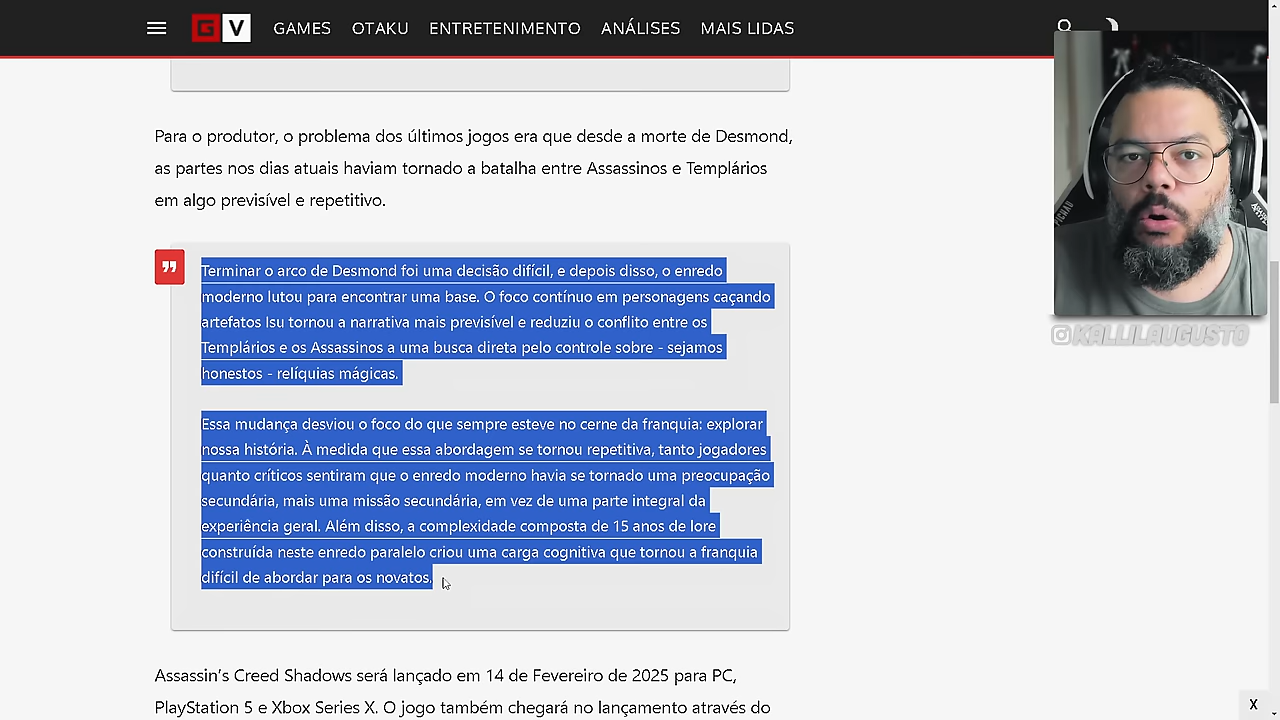 G V GAMES OTAKU ENTRETENIMENTO ANÁLISES MAIS LIDAS
Para o produtor, o problema dos últimos jogos era que desde a morte de Desmond,
as partes nos dias atuais haviam tornado a batalha entre Assassinos e Templários
em algo previsível e repetitivo.
Terminar o arco de Desmond foi uma decisão difícil, e depois disso, o enredo
moderno lutou para encontrar uma base. O foco contínuo em personagens caçando
artefatos Isu tornou a narrativa mais previsível e reduziu o conflito entre os
Templários e os Assassinos a uma busca direta pelo controle sobre - sejamos
honestos - relíquias mágicas.
Essa mudança desviou o foco do que sempre esteve no cerne da franquia: explorar
nossa história. À medida que essa abordagem se tornou repetitiva, tanto jogadores
quanto críticos sentiram que o enredo moderno havia se tornado uma preocupação
secundária, mais uma missão secundária, em vez de uma parte integral da
experiência geral. Além disso, a complexidade composta de 15 anos de lore
construída neste enredo paralelo criou uma carga cognitiva que tornou a franquia
difícil de abordar para os novatos.
Assassin's Creed Shadows será lançado em 14 de Fevereiro de 2025 para PC,
PlayStation 5 e Xbox Series X. O jogo também chegará no lançamento através do
PICHAU
@KALLILAUGUSTO
X